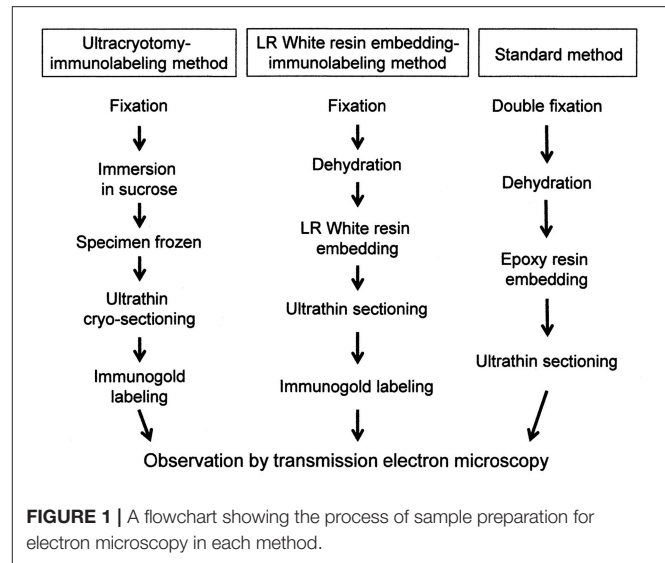 Ultracryotomy-
immunolabeling method
LR White resin embedding-
immunolabeling method
Standard method
Fixation
Immersion
in sucrose
Specimen frozen
Ultrathin
cryo-sectioning
Immunogold
labeling
Fixation
Dehydration
LR White resin
embedding
Ultrathin sectioning
Immunogold labeling
Double fixation
Dehydration
Epoxy resin
embedding
Ultrathin sectioning
Observation by transmission electron microscopy
FIGURE 1 | A flowchart showing the process of sample preparation for
electron microscopy in each method.